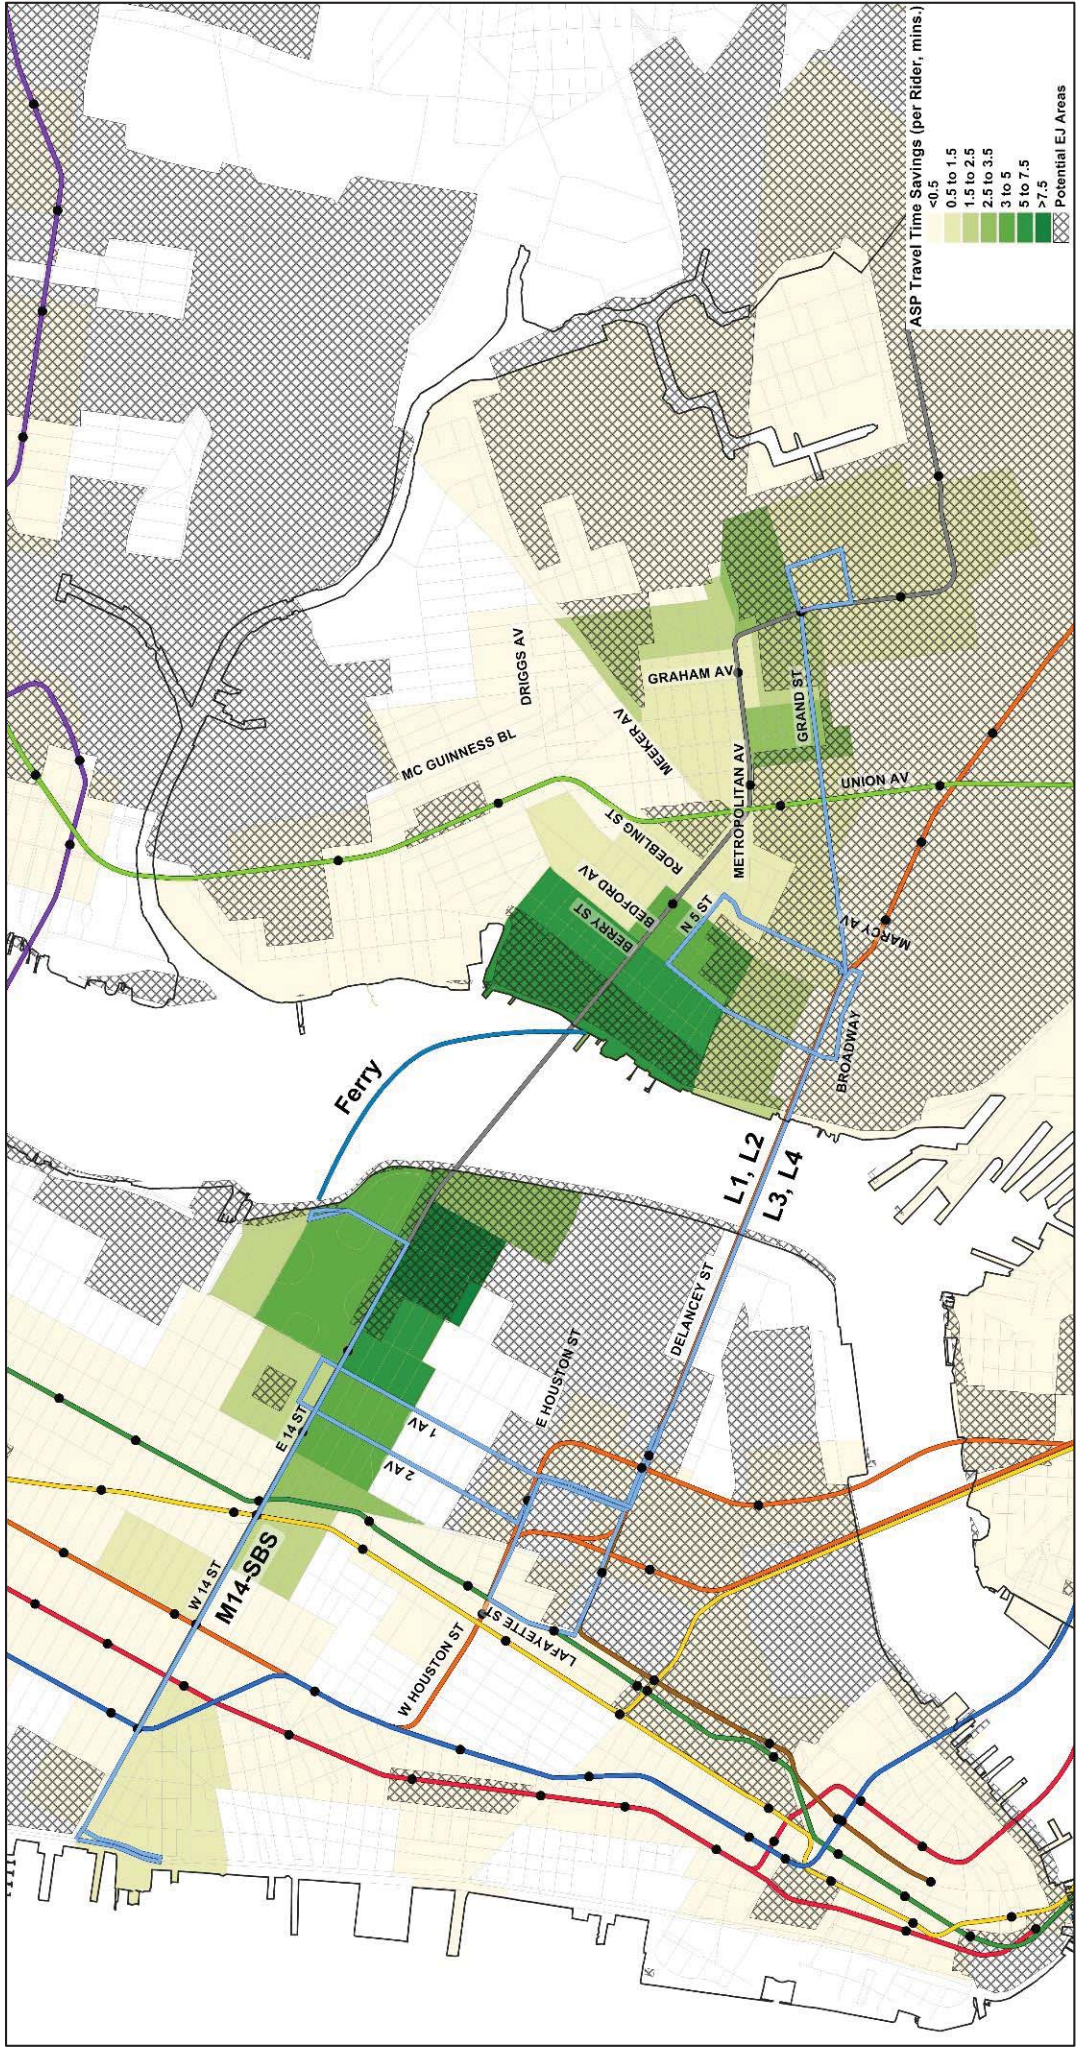 ASP Travel Time Savings (per Rider, mins.)
<0.5
0.5 to 1.5
1.5 to 2.5
2.5 to 3.5
3 to 5
5 to 7.5
>7.5
Potential EJ Areas
DRIGGS AV
MC GUINNESS BL
MEEKER AV
GRAHAM AV
GRAND ST
METROPOLITAN AV
UNION AV
ROEBLING ST
BEDFORD AV
BERRY ST
N 5 ST
MARCY AV
BROADWAY
Ferry
L1, L2
L3, L4
DELANCEY ST
E HOUSTON ST
E 14 ST
1 AV
2 AV
W 14 ST
M14-SBS
LAFAYETTE ST
W HOUSTON ST